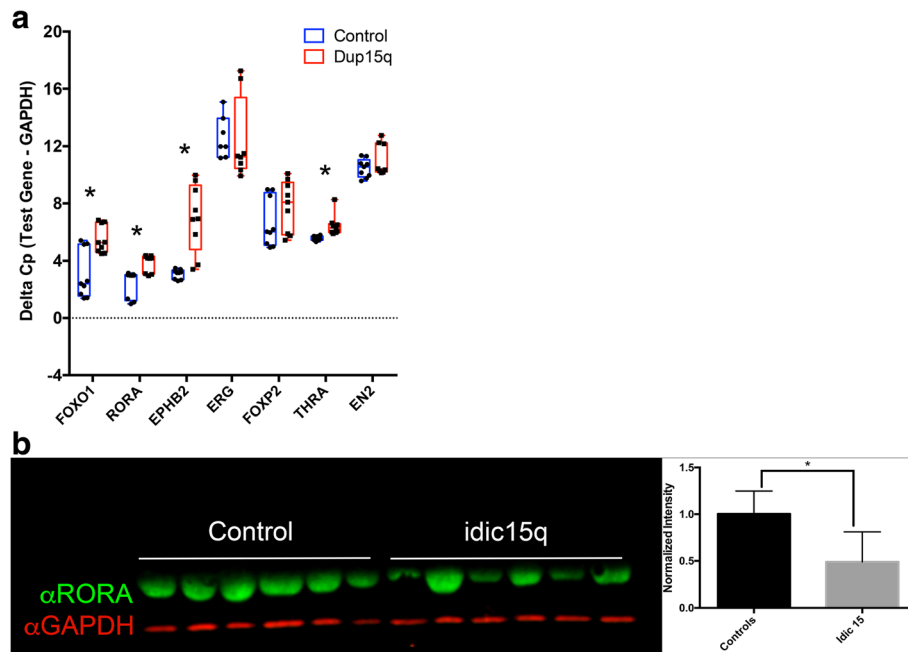 a
Delta Cp (Test Gene - GAPDH)
20
16
12
8
4
0
-4
Control
Dup15q
*
*
*
*
FOXO1
RORA
EPHB2
ERG
FOXP2
THRA
EN2
b
Control
idic15q
αRORA
αGAPDH
Normalized Intensity
1.5
1.0
0.5
0.0
*
Controls
Idic 15